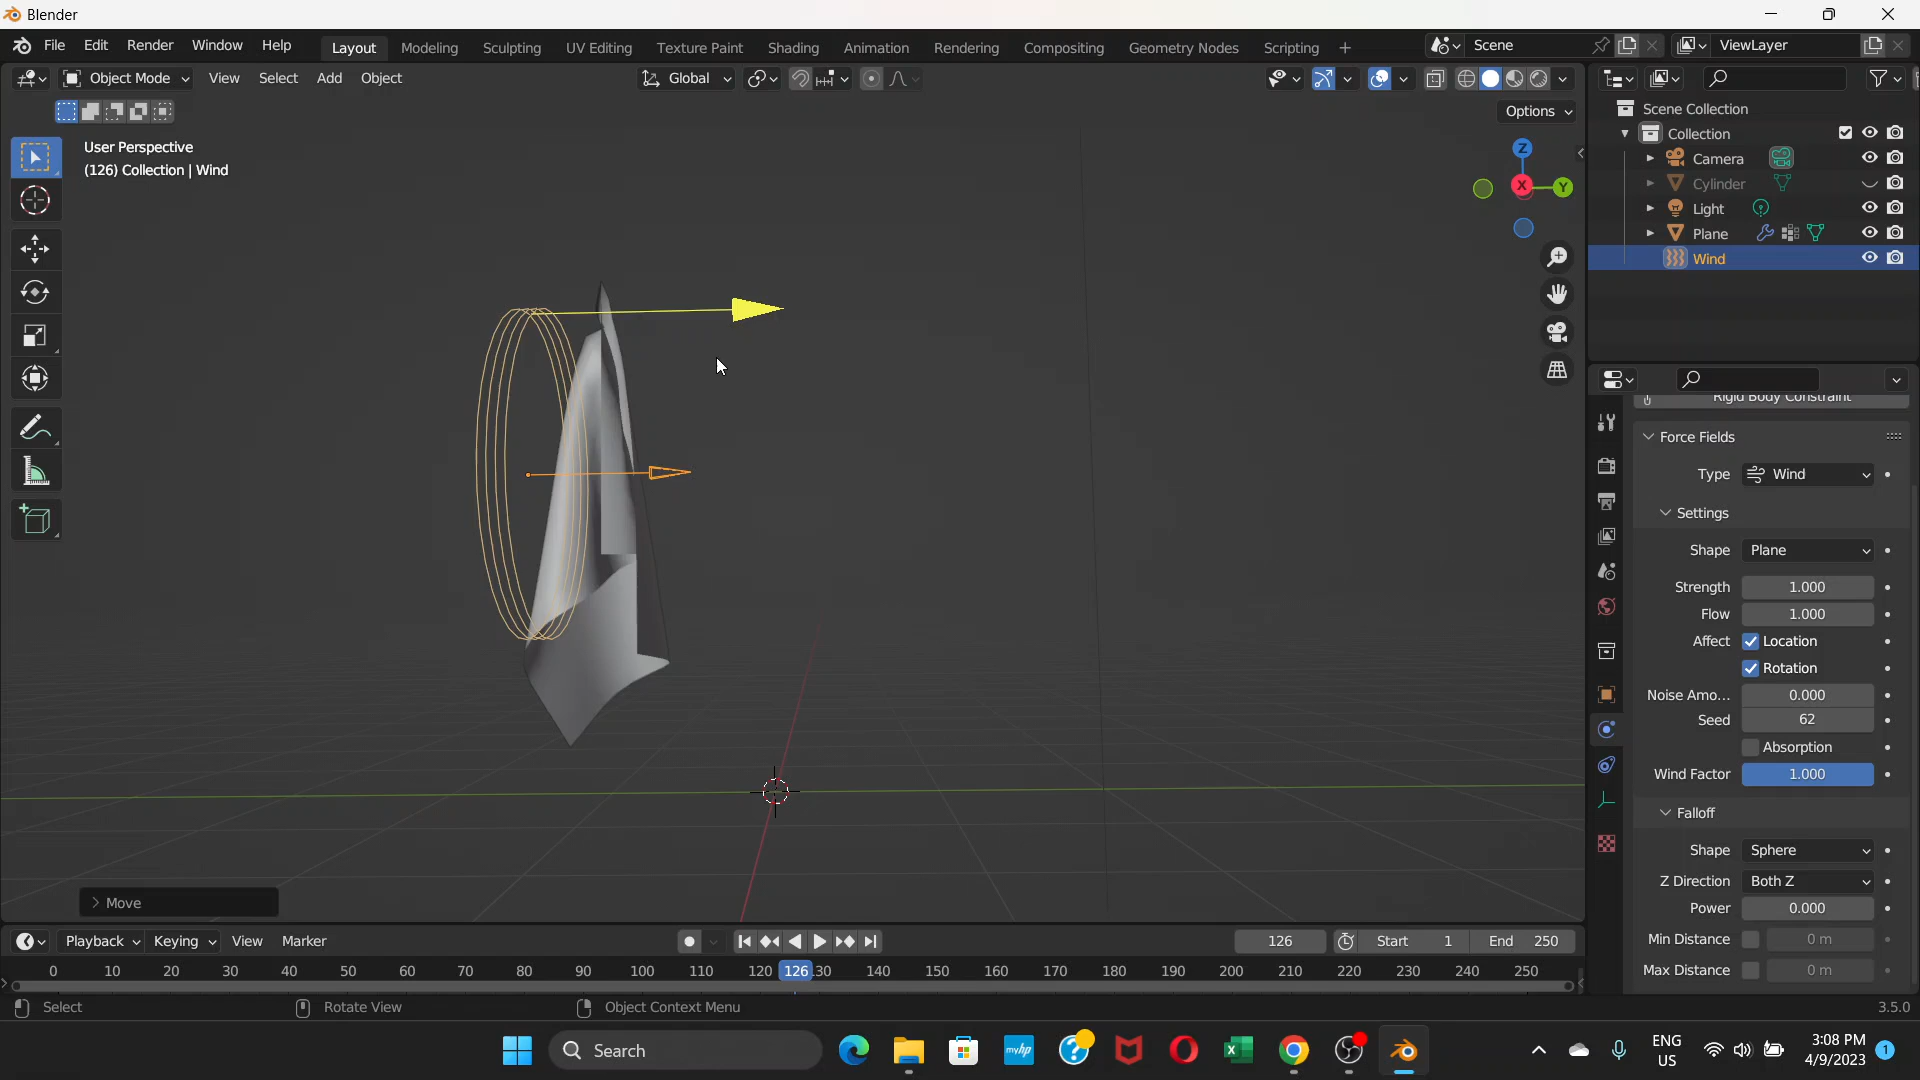 Blender
File Edit Render Window Help Layout Modeling Sculpting UV Editing Texture Paint Shading Animation Rendering Compositing Geometry Nodes Scripting + Scene ViewLayer
Object Mode View Select Add Object Global
Options
User Perspective
(126) Collection | Wind
Z
X
Y
Scene Collection
Collection
Camera
Cylinder
Light
Plane
Wind
Rigid Body Constraint
Force Fields
Type Wind
Settings
Shape Plane
Strength 1.000
Flow 1.000
Affect Location
Rotation
Noise Amo... 0.000
Seed 62
Absorption
Wind Factor 1.000
Falloff
Shape Sphere
Z Direction Both Z
Power 0.000
Min Distance 0 m
Max Distance 0 m
> Move
Playback Keying View Marker 126 Start 1 End 250
0 10 20 30 40 50 60 70 80 90 100 110 120 126 130 140 150 160 170 180 190 200 210 220 230 240 250
Select Rotate View Object Context Menu 3.5.0
Search myhp ENG US 3:08 PM 4/9/2023 1